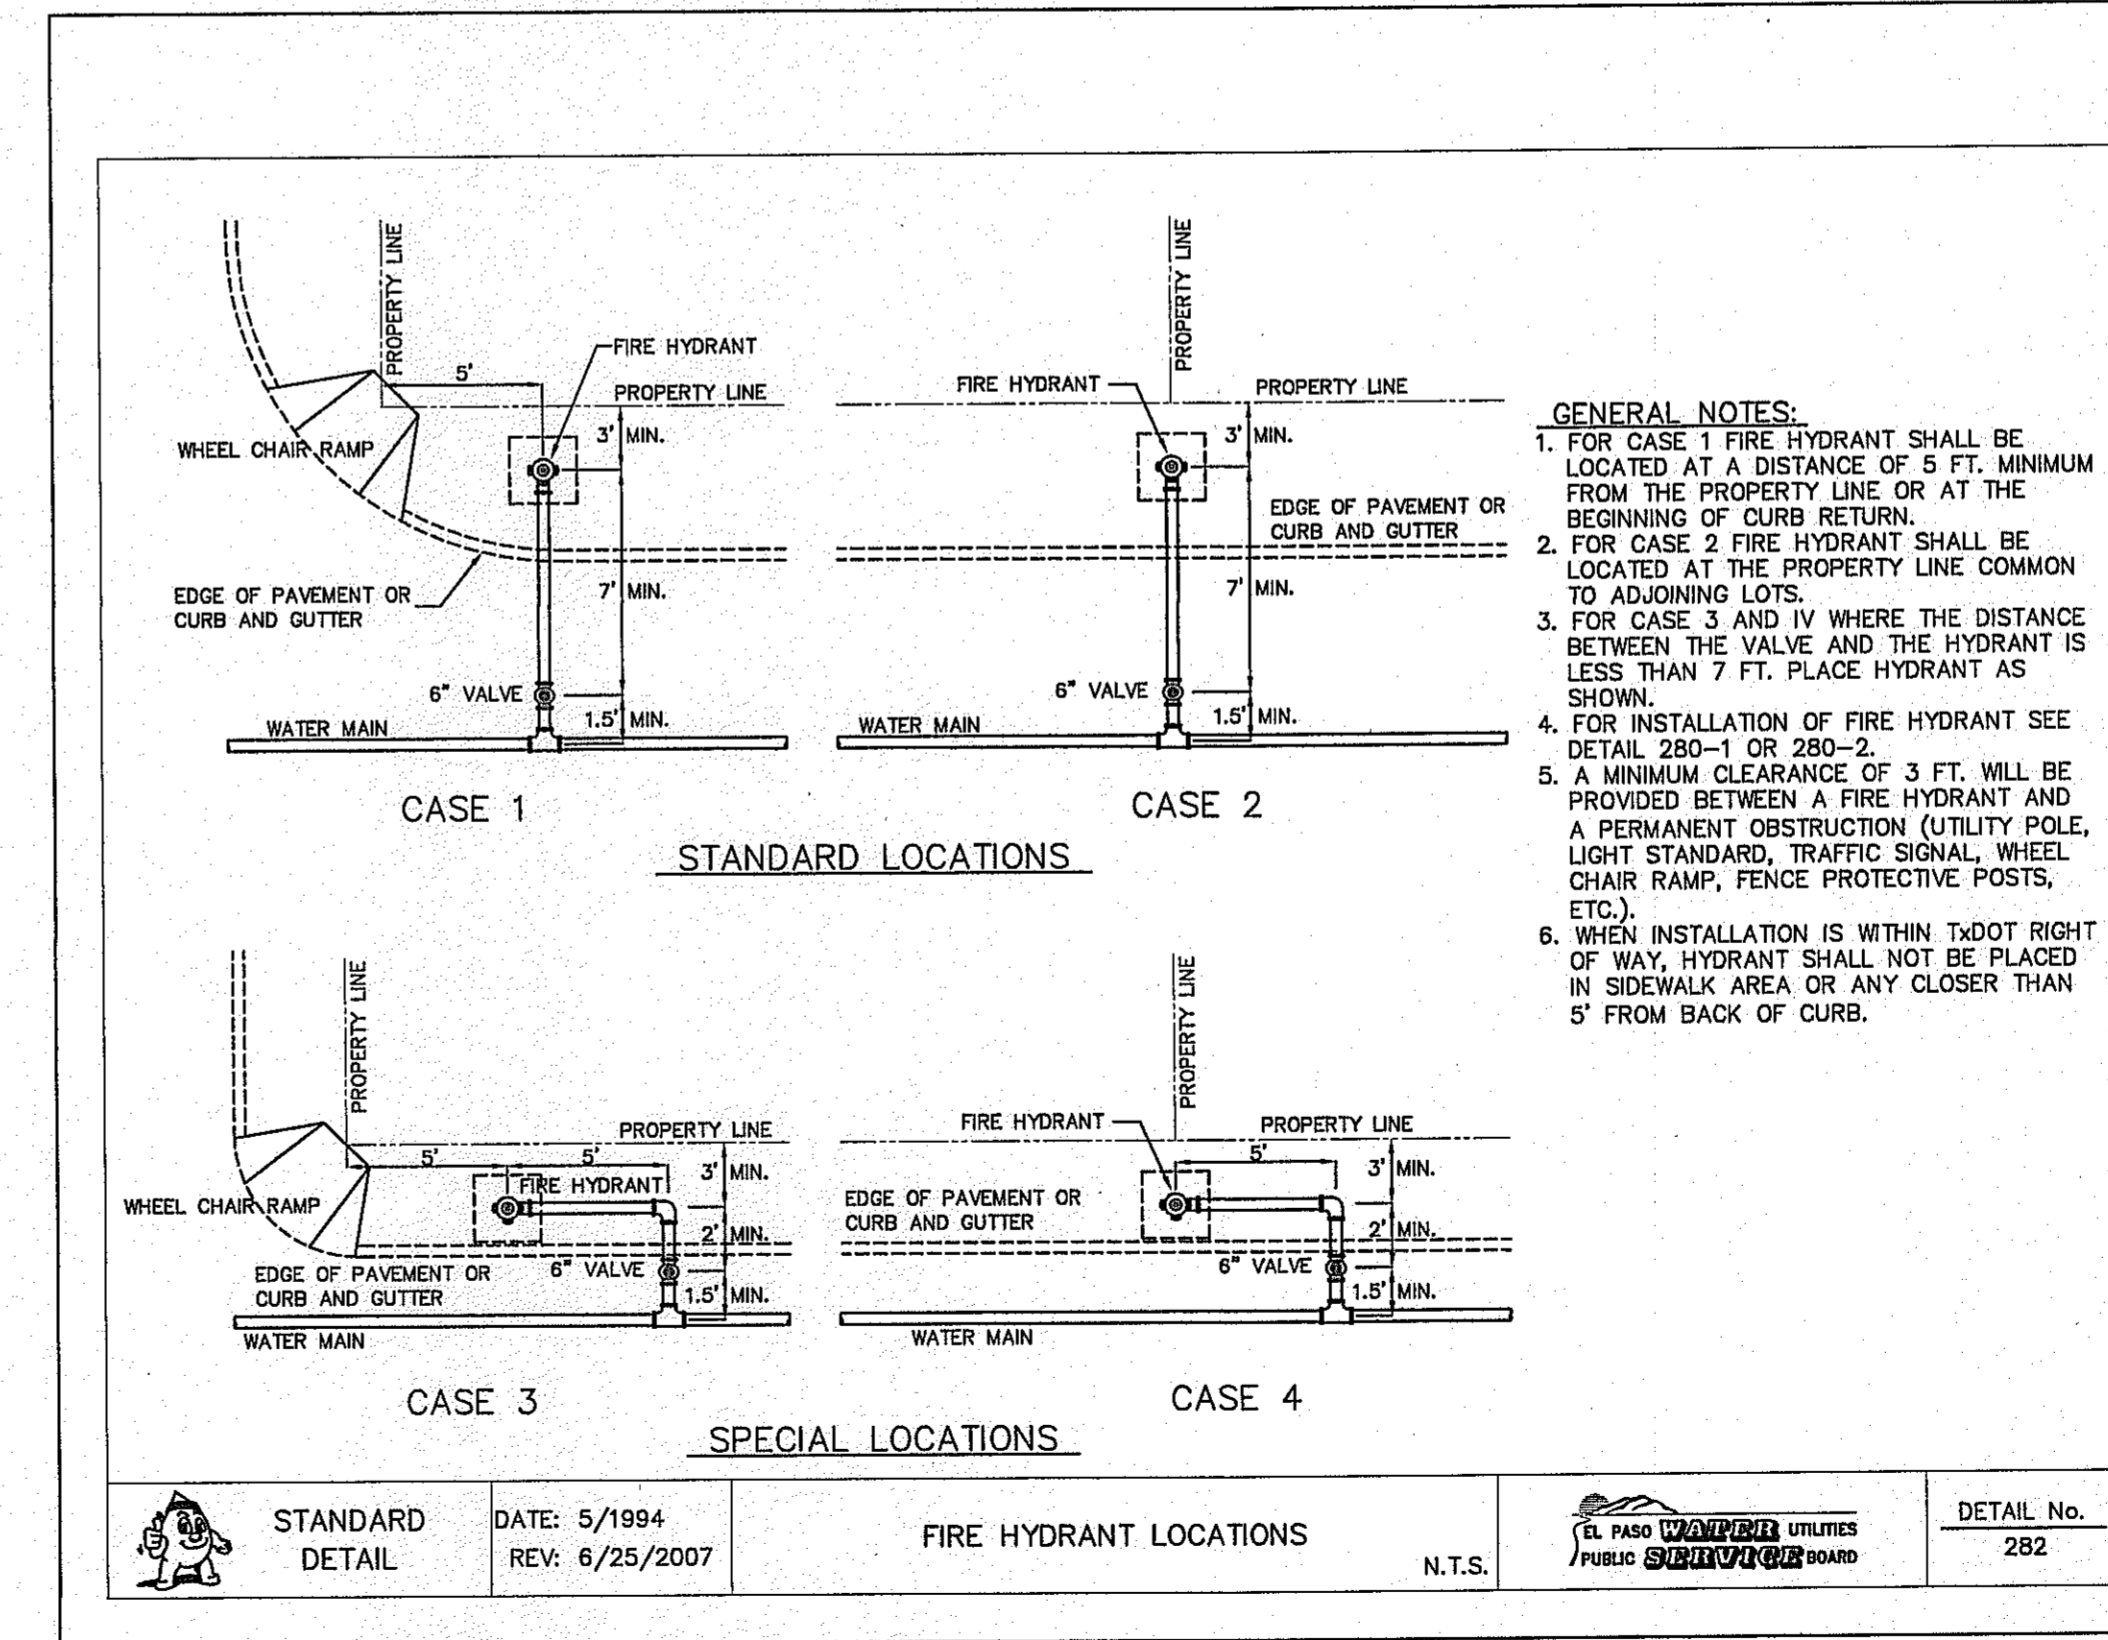 PROPERTY LINE
5'
FIRE HYDRANT
PROPERTY LINE
3' MIN.
WHEEL CHAIR RAMP
EDGE OF PAVEMENT OR
CURB AND GUTTER
7' MIN.
6" VALVE
1.5' MIN.
WATER MAIN
CASE 1
PROPERTY LINE
FIRE HYDRANT
PROPERTY LINE
3' MIN.
EDGE OF PAVEMENT OR
CURB AND GUTTER
7' MIN.
6" VALVE
1.5' MIN.
WATER MAIN
CASE 2
STANDARD LOCATIONS
PROPERTY LINE
PROPERTY LINE
5'
5'
3' MIN.
FIRE HYDRANT
WHEEL CHAIR RAMP
2' MIN.
EDGE OF PAVEMENT OR
CURB AND GUTTER
6" VALVE
1.5' MIN.
WATER MAIN
CASE 3
PROPERTY LINE
FIRE HYDRANT
PROPERTY LINE
5'
3' MIN.
EDGE OF PAVEMENT OR
CURB AND GUTTER
2' MIN.
6" VALVE
1.5' MIN.
WATER MAIN
CASE 4
SPECIAL LOCATIONS
GENERAL NOTES:
1. FOR CASE 1 FIRE HYDRANT SHALL BE
LOCATED AT A DISTANCE OF 5 FT. MINIMUM
FROM THE PROPERTY LINE OR AT THE
BEGINNING OF CURB RETURN.
2. FOR CASE 2 FIRE HYDRANT SHALL BE
LOCATED AT THE PROPERTY LINE COMMON
TO ADJOINING LOTS.
3. FOR CASE 3 AND IV WHERE THE DISTANCE
BETWEEN THE VALVE AND THE HYDRANT IS
LESS THAN 7 FT. PLACE HYDRANT AS
SHOWN.
4. FOR INSTALLATION OF FIRE HYDRANT SEE
DETAIL 280-1 OR 280-2.
5. A MINIMUM CLEARANCE OF 3 FT. WILL BE
PROVIDED BETWEEN A FIRE HYDRANT AND
A PERMANENT OBSTRUCTION (UTILITY POLE,
LIGHT STANDARD, TRAFFIC SIGNAL, WHEEL
CHAIR RAMP, FENCE PROTECTIVE POSTS,
ETC.).
6. WHEN INSTALLATION IS WITHIN TxDOT RIGHT
OF WAY, HYDRANT SHALL NOT BE PLACED
IN SIDEWALK AREA OR ANY CLOSER THAN
5' FROM BACK OF CURB.
STANDARD
DETAIL
DATE: 5/1994
REV: 6/25/2007
FIRE HYDRANT LOCATIONS
N.T.S.
EL PASO WATER UTILITIES
PUBLIC SERVICE BOARD
DETAIL No.
282